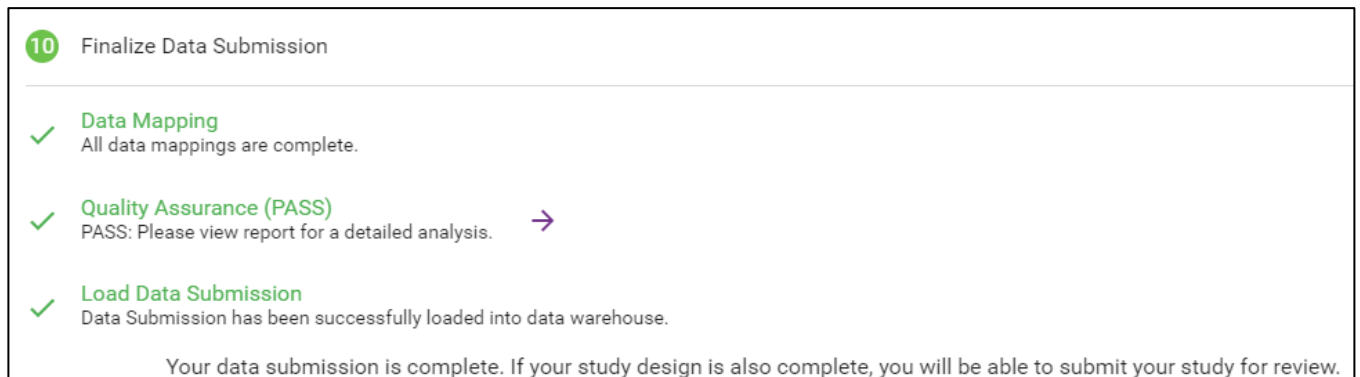 10 Finalize Data Submission
Data Mapping
All data mappings are complete.
Quality Assurance (PASS)
PASS: Please view report for a detailed analysis.
Load Data Submission
Data Submission has been successfully loaded into data warehouse.
Your data submission is complete. If your study design is also complete, you will be able to submit your study for review.